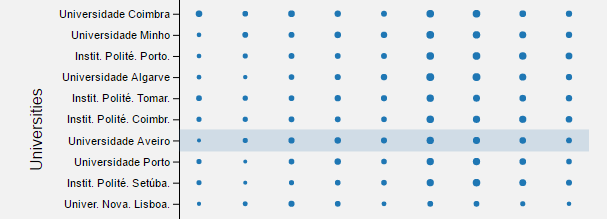 Universities
Universidade Coimbra
Universidade Minho
Instit. Polité. Porto.
Universidade Algarve
Instit. Polité. Tomar.
Instit. Polité. Coimbr.
Universidade Aveiro
Universidade Porto
Instit. Polité. Setúba.
Univer. Nova. Lisboa.